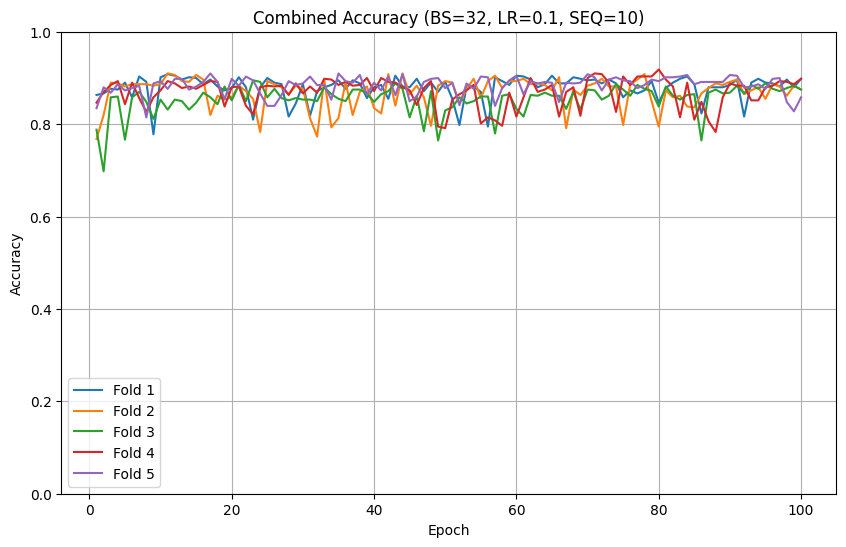 Combined Accuracy (BS=32, LR=0.1, SEQ=10)
1.0
0.8
0.6
0.4
0.2
0.0
Accuracy
Fold 1
Fold 2
Fold 3
Fold 4
Fold 5
0 20 40 60 80 100
Epoch